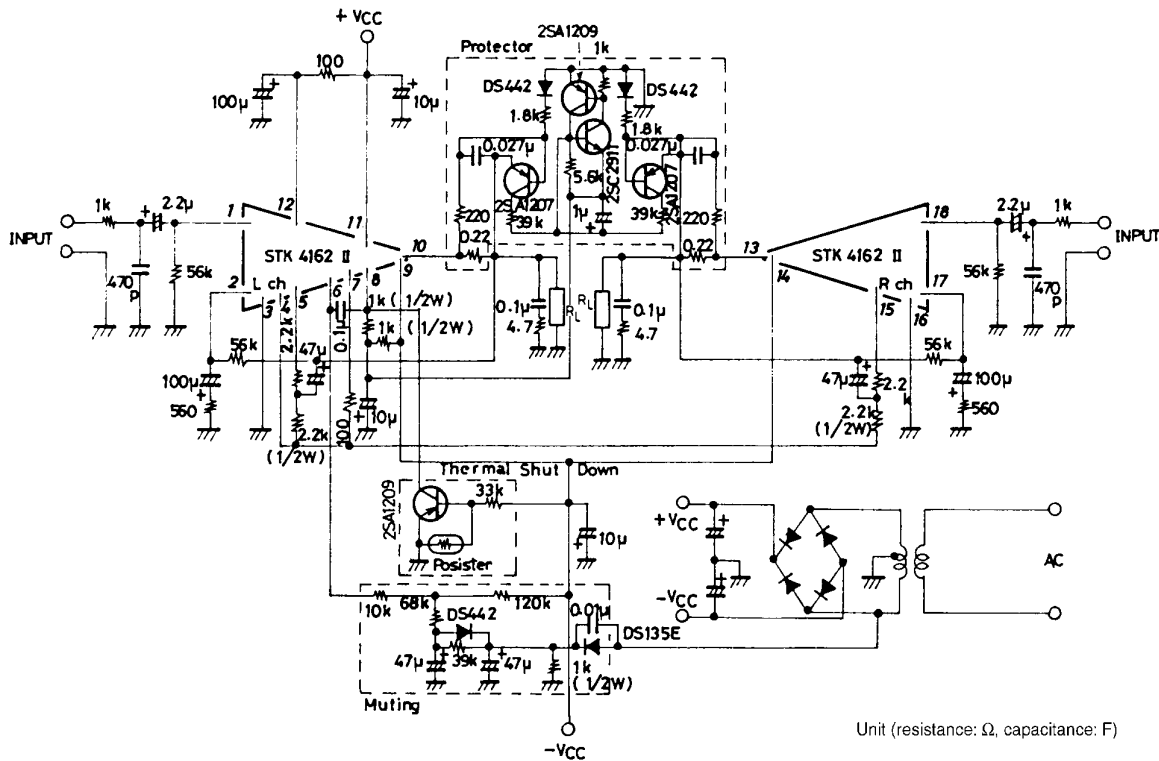 + VCC
2SA1209
1k
Protector
100
100μ
+
10μ
+
DS442
DS442
1.8k
1.8k
0.027μ
0.027μ
2SC2911
5.6k
2SA1207
A1207
39k
1μ
+
39k
220
220
0.22
0.22
INPUT
1k
2.2μ
+
470
p
56k
1
12
11
10
9
STK 4162 II
L ch
2
3
4
5
6
7
8
13
14
STK 4162 II
R ch
15
16
17
18
2.2μ
+
1k
INPUT
56k
470
p
1k (1/2W)
1k
(1/2W)
0.1μ
2.2k
47μ
+
0.1μ
4.7
RL
RL
0.1μ
4.7
56k
100μ
+
560
2.2k
(1/2W)
100
+
10μ
56k
47μ
+
2.2
k
2.2k
(1/2W)
100μ
+
560
Thermal Shut Down
2SA1209
33k
Posister
+
10μ
+VCC
+
+
-VCC
AC
10k
68k
120k
DS442
0.01μ
DS135E
47μ
+
39k
+
47μ
1k
(1/2W)
Muting
-VCC
Unit (resistance: Ω, capacitance: F)